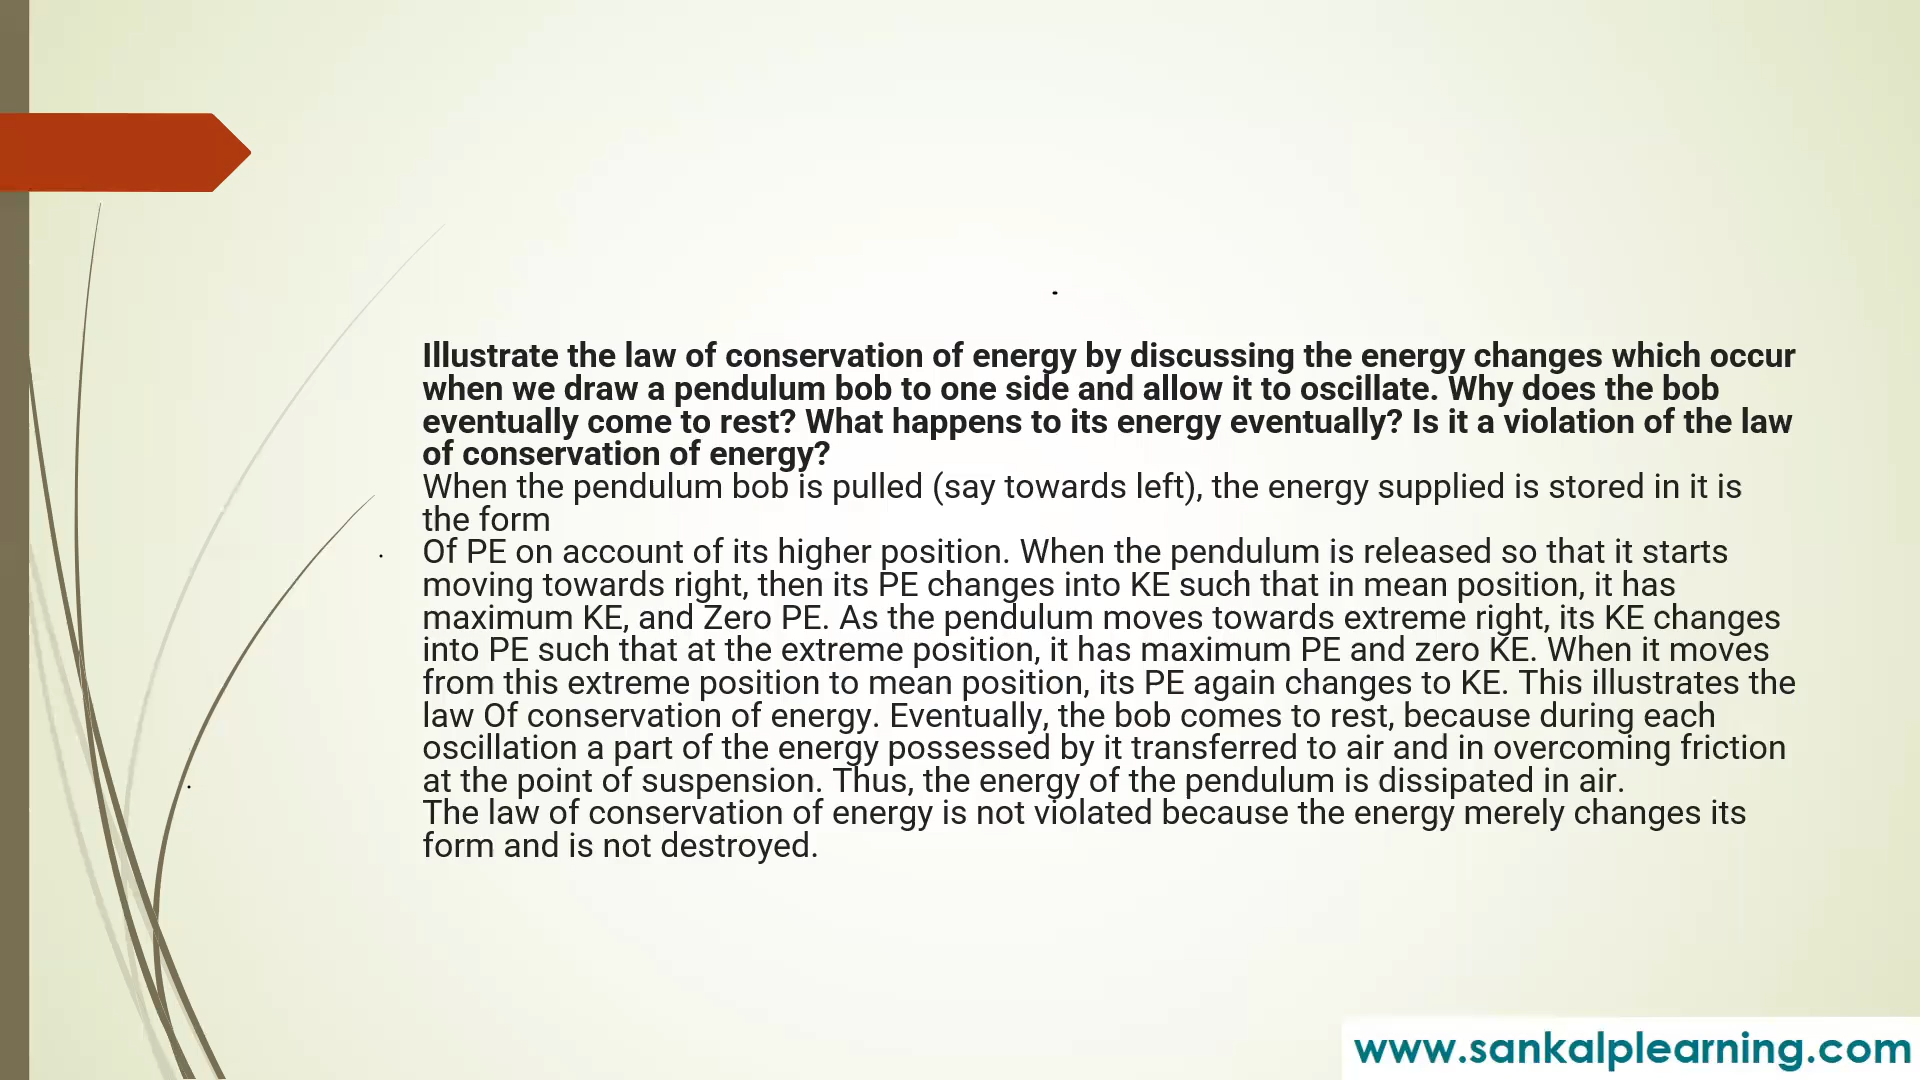 Illustrate the law of conservation of energy by discussing the energy changes which occur
when we draw a pendulum bob to one side and allow it to oscillate. Why does the bob
eventually come to rest? What happens to its energy eventually? Is it a violation of the law
of conservation of energy?
When the pendulum bob is pulled (say towards left), the energy supplied is stored in it is
the form
Of PE on account of its higher position. When the pendulum is released so that it starts
moving towards right, then its PE changes into KE such that in mean position, it has
maximum KE, and Zero PE. As the pendulum moves towards extreme right, its KE changes
into PE such that at the extreme position, it has maximum PE and zero KE. When it moves
from this extreme position to mean position, its PE again changes to KE. This illustrates the
law Of conservation of energy. Eventually, the bob comes to rest, because during each
oscillation a part of the energy possessed by it transferred to air and in overcoming friction
at the point of suspension. Thus, the energy of the pendulum is dissipated in air.
The law of conservation of energy is not violated because the energy merely changes its
form and is not destroyed.
www.sankalplearning.com